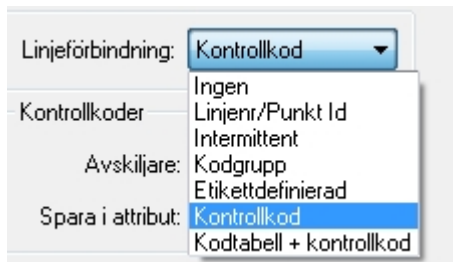 Linjeförbindning: Kontrollkod
Ingen
Kontrollkoder Linjenr/Punkt Id
Intermittent
Avskiljare: Kodgrupp
Etikettdefinierad
Spara i attribut: Kontrollkod
Kodtabell + kontrollkod